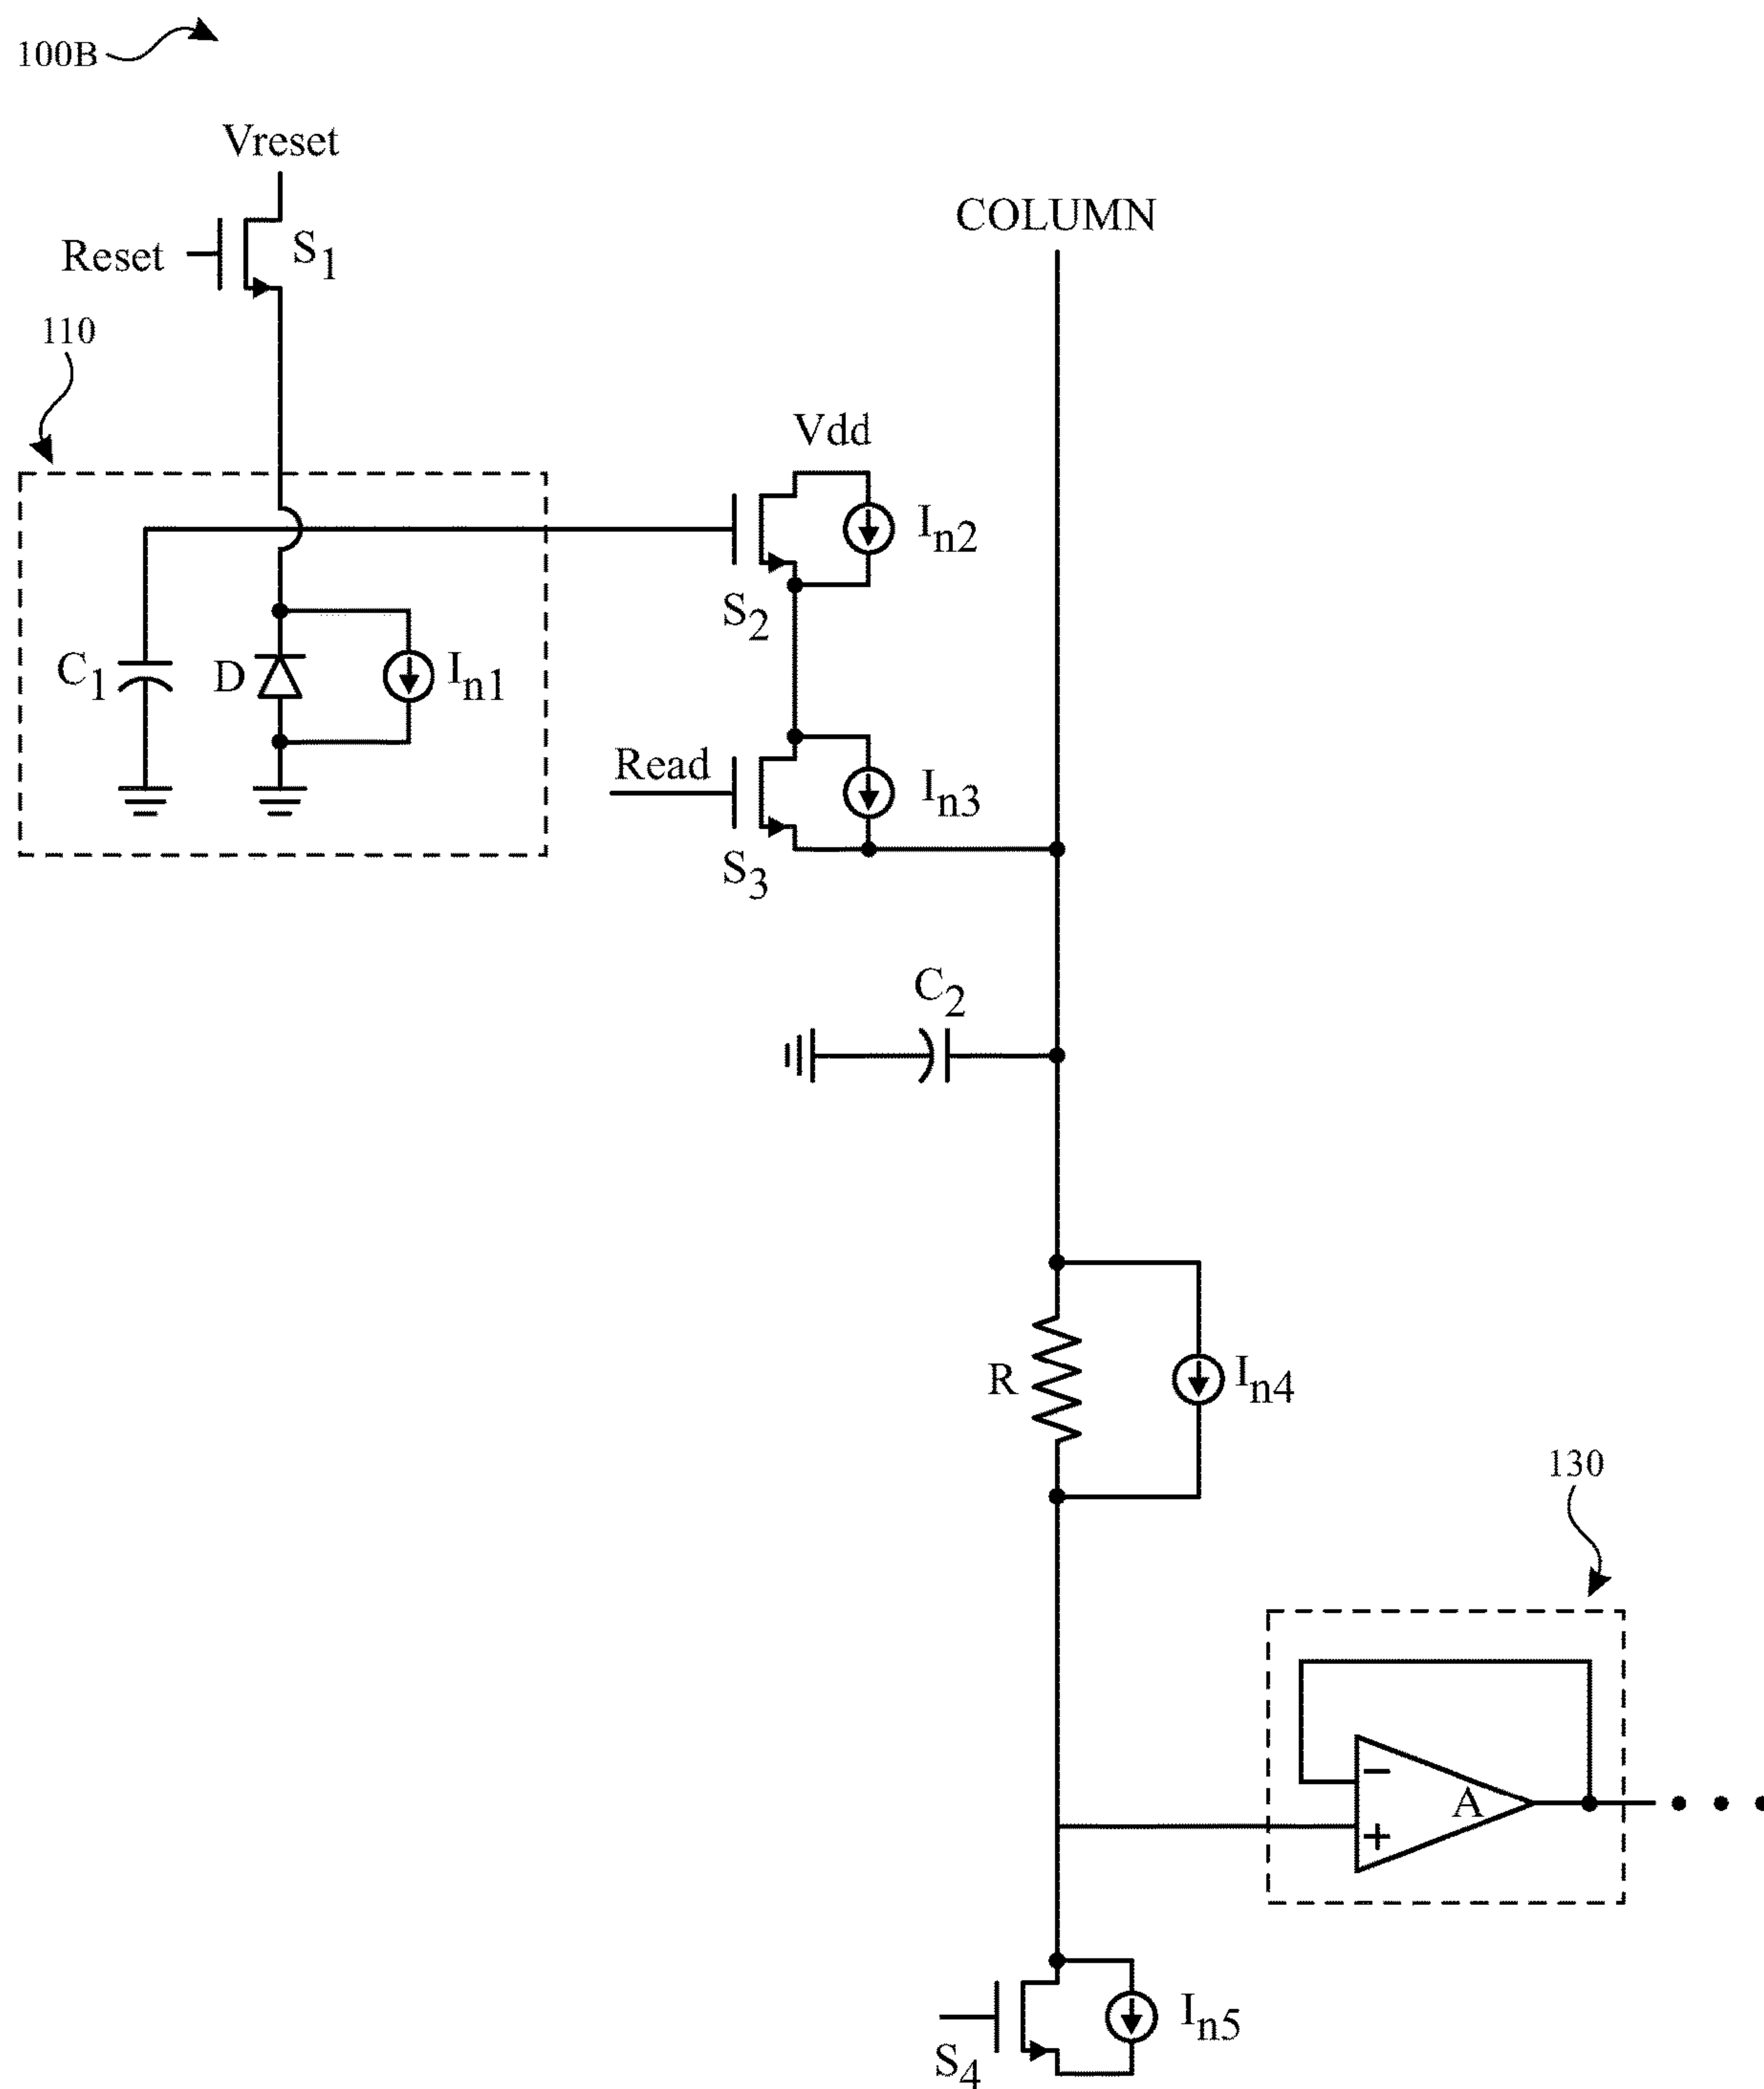 100B
Vreset
COLUMN
Reset
S1
110
Vdd
In2
S2
C1
D
In1
Read
In3
S3
C2
R
In4
130
−
A
+
In5
S4